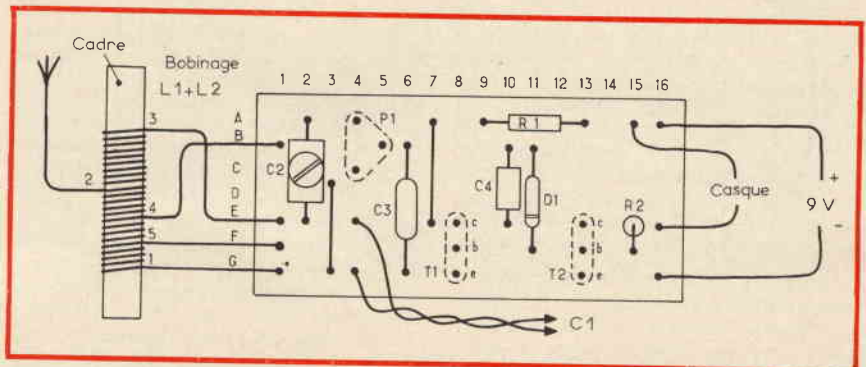 Cadre
Bobinage
L1+L2
1 2 3 4 5 6 7 8 9 10 11 12 13 14 15 16
3
2
4
5
1
A
B
C
D
E
F
G
C2
P1
C3
T1
c
b
e
C4
R1
D1
T2
c
b
e
R2
Casque
+
9 V
-
C1